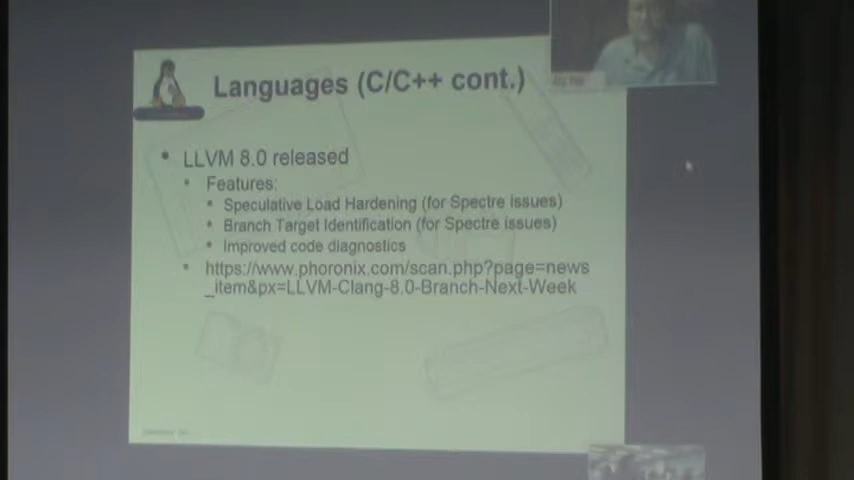 Languages (C/C++ cont.)
LLVM 8.0 released
Features:
Speculative Load Hardening (for Spectre issues)
Branch Target Identification (for Spectre issues)
Improved code diagnostics
https://www.phoronix.com/scan.php?page=news
_item&px=LLVM-Clang-8.0-Branch-Next-Week